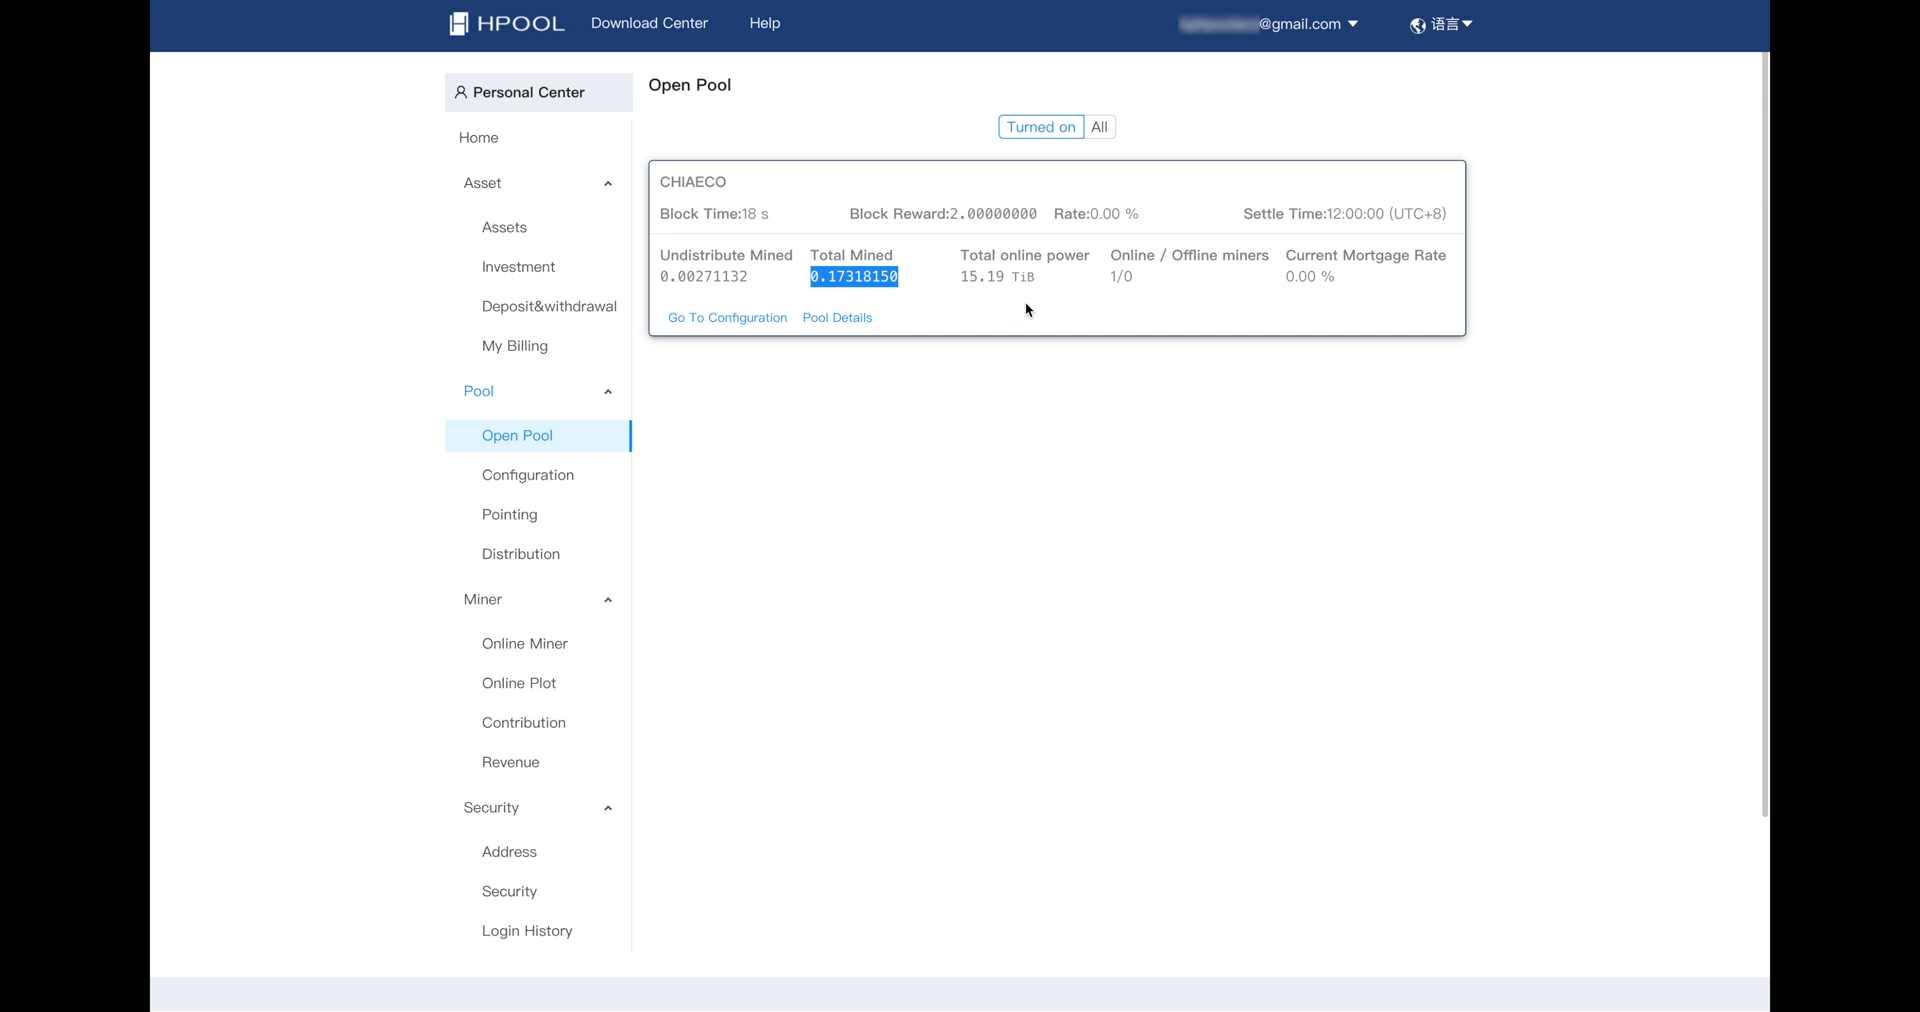 HPOOL
Download Center
Help
@gmail.com
语言
Personal Center
Home
Asset
Assets
Investment
Deposit&withdrawal
My Billing
Pool
Open Pool
Configuration
Pointing
Distribution
Miner
Online Miner
Online Plot
Contribution
Revenue
Security
Address
Security
Login History
Open Pool
Turned on
All
CHIAECO
Block Time:18 s
Block Reward:2.00000000
Rate:0.00 %
Settle Time:12:00:00 (UTC+8)
Undistribute Mined
0.00271132
Total Mined
0.17318150
Total online power
15.19 TiB
Online / Offline miners
1/0
Current Mortgage Rate
0.00 %
Go To Configuration
Pool Details